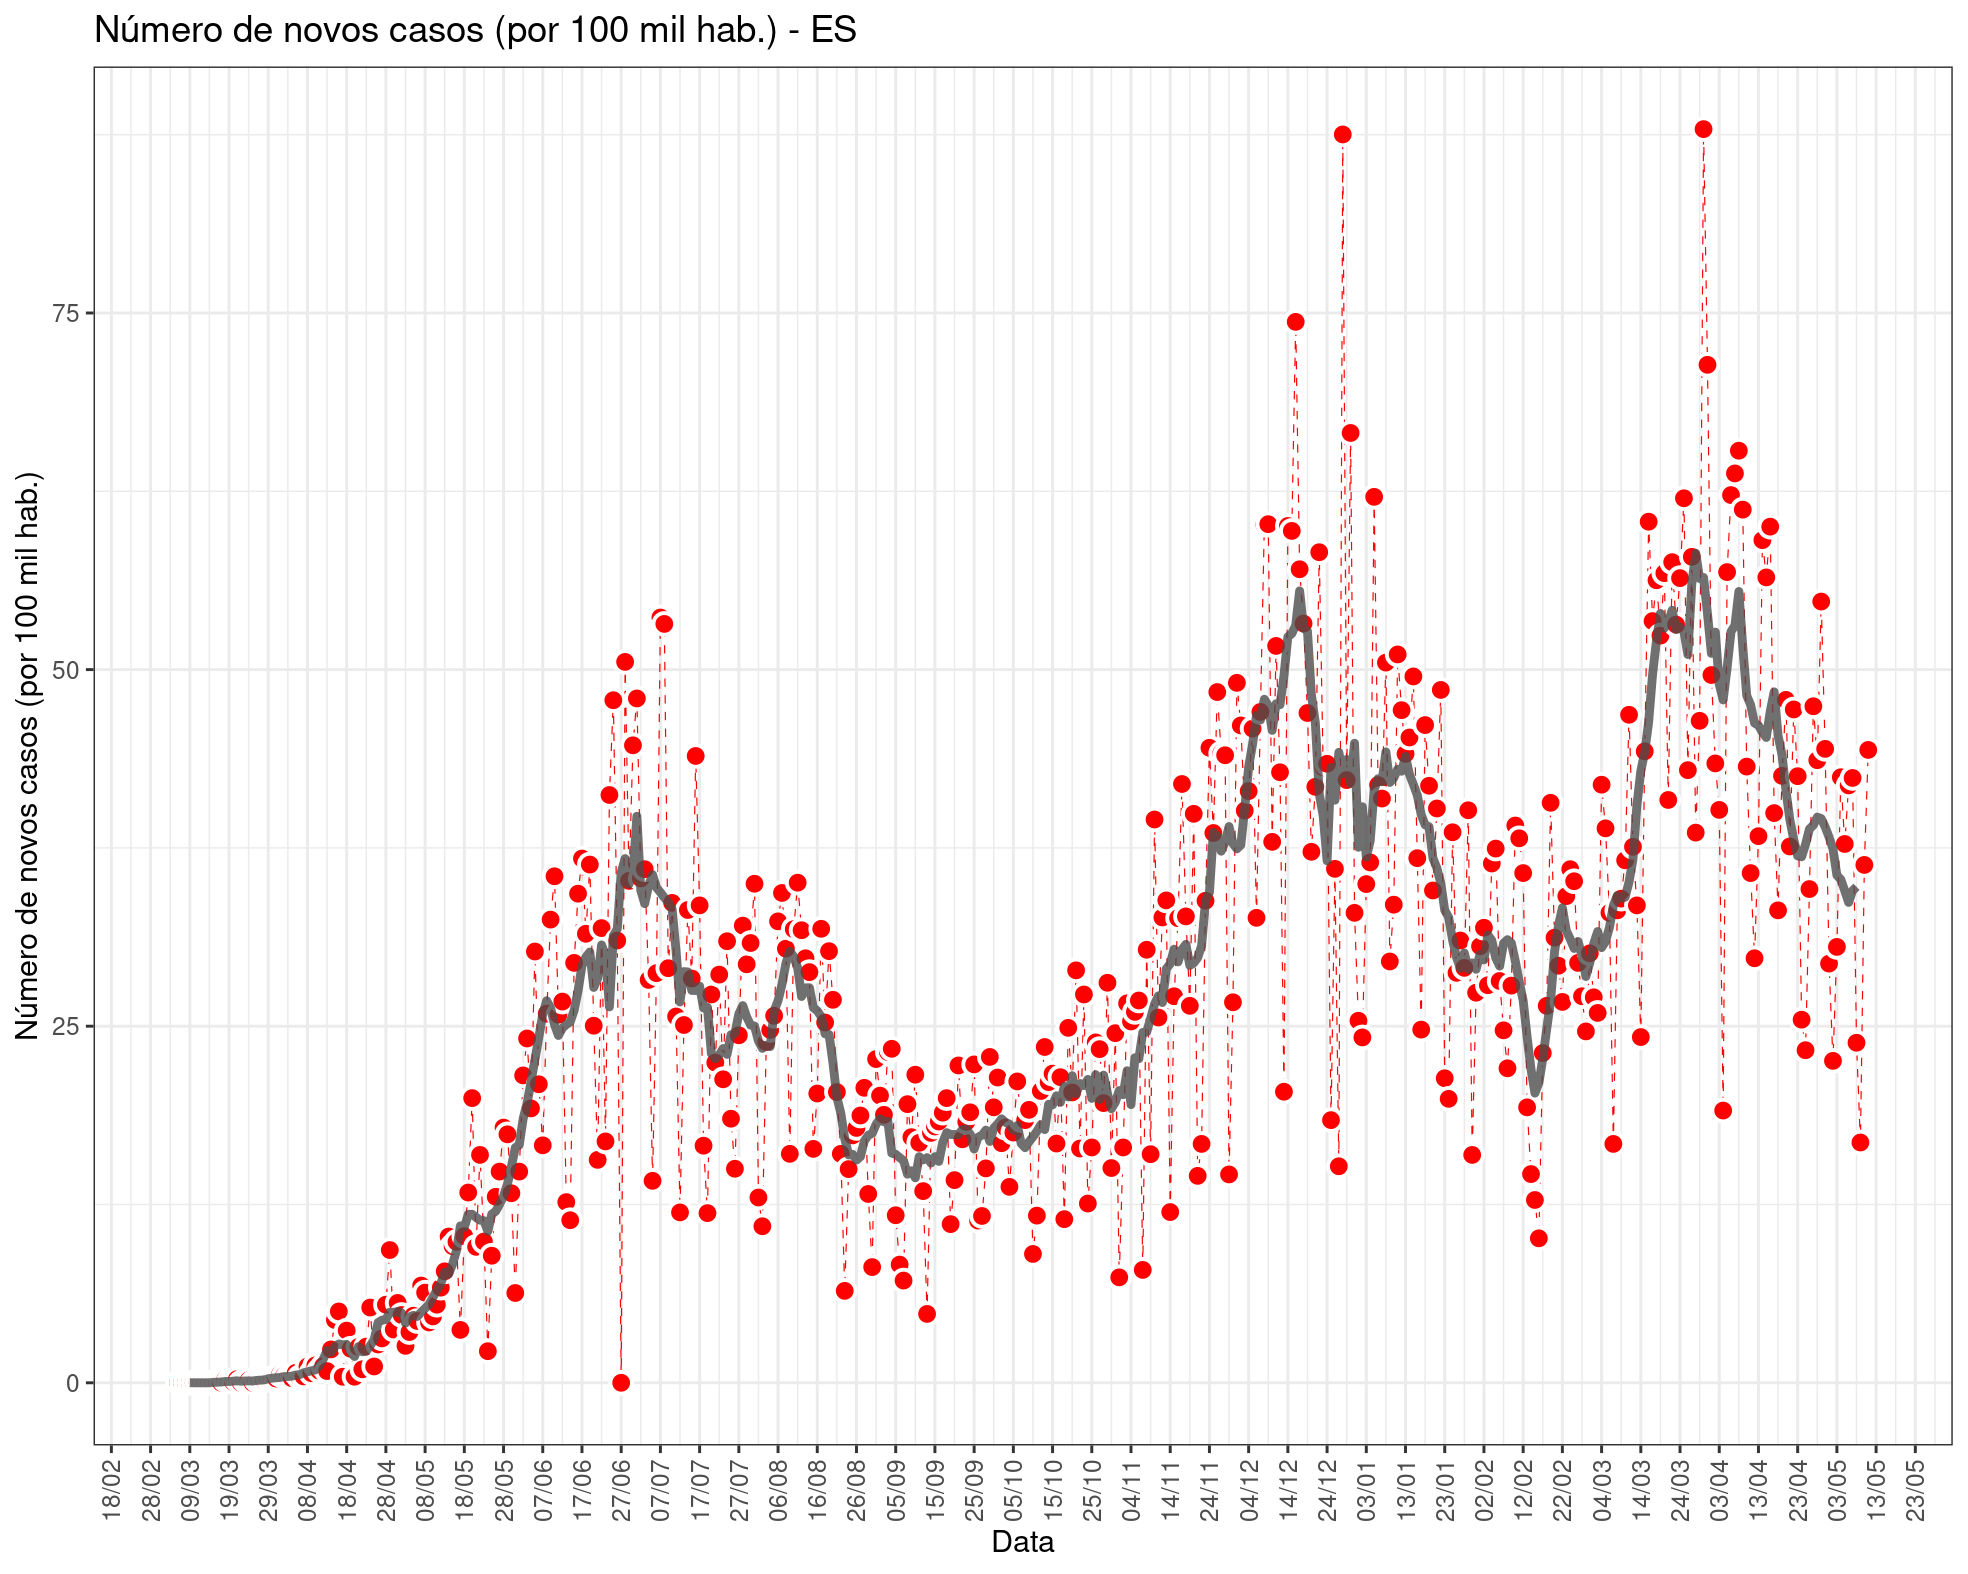 Número de novos casos (por 100 mil hab.) - ES
Número de novos casos (por 100 mil hab.)
75
50
25
0
18/02 28/02 09/03 19/03 29/03 08/04 18/04 28/04 08/05 18/05 28/05 07/06 17/06 27/06 07/07 17/07 27/07 06/08 16/08 26/08 05/09 15/09 25/09 05/10 15/10 25/10 04/11 14/11 24/11 04/12 14/12 24/12 03/01 13/01 23/01 02/02 12/02 22/02 04/03 14/03 24/03 03/04 13/04 23/04 03/05 13/05 23/05
Data